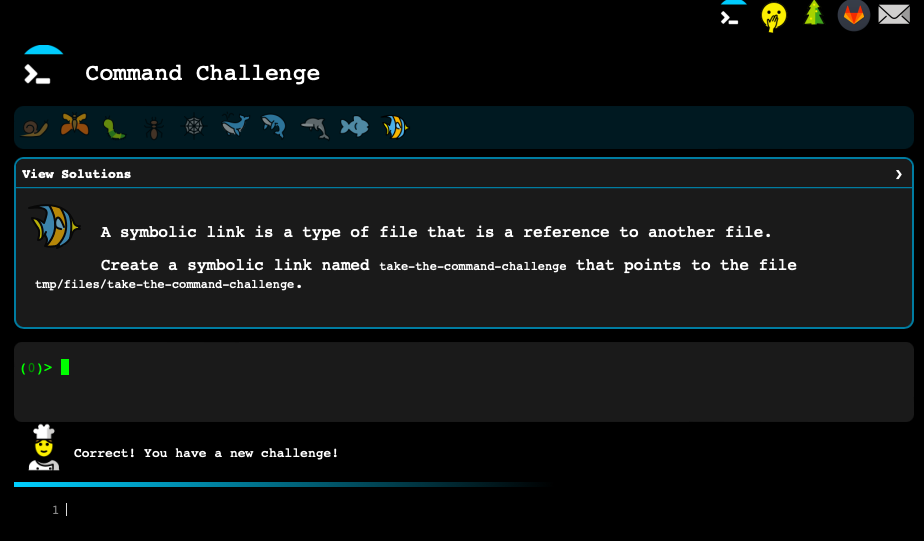 Command Challenge
View Solutions
A symbolic link is a type of file that is a reference to another file.
Create a symbolic link named take-the-command-challenge that points to the file
tmp/files/take-the-command-challenge.
(0)>
Correct! You have a new challenge!
1